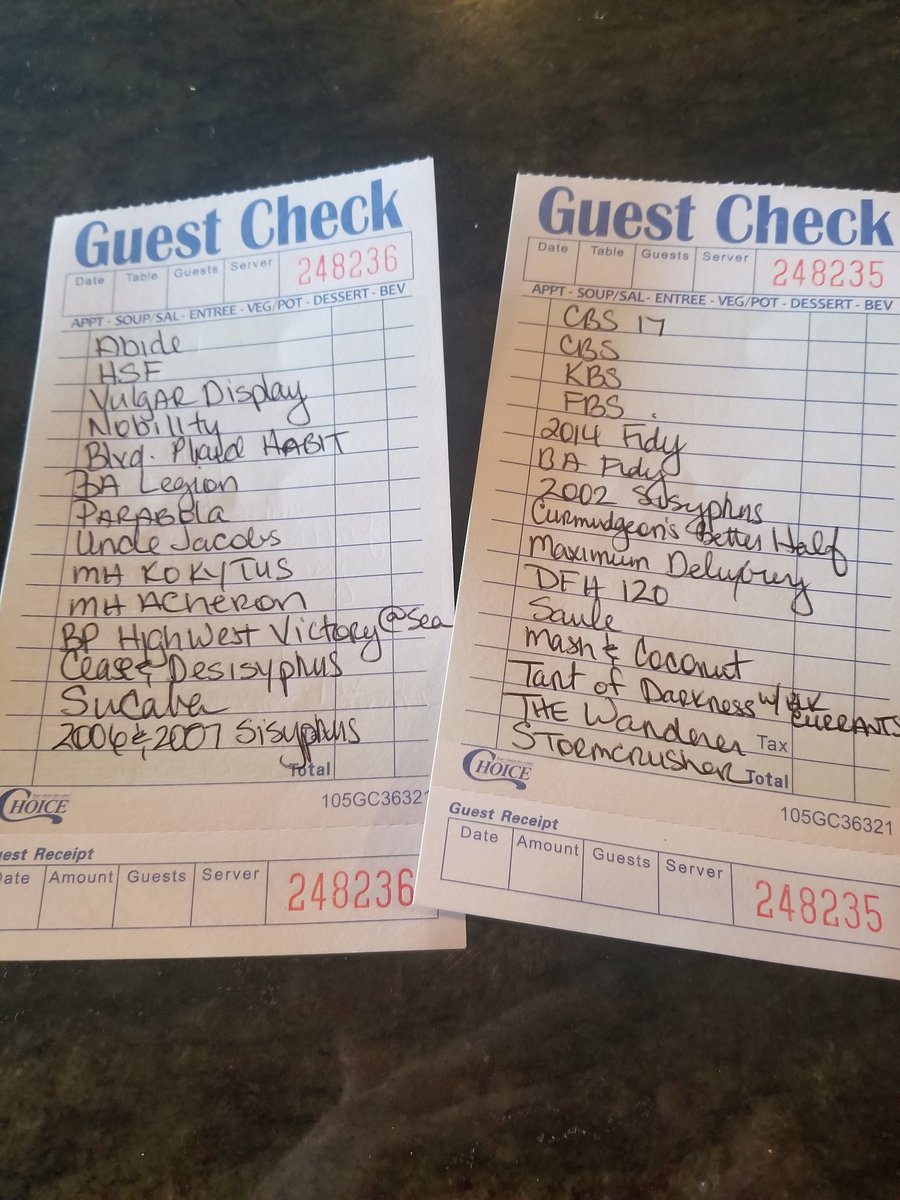 Guest Check
Date Table Guests Server 248236
APPT - SOUP/SAL - ENTREE - VEG/POT - DESSERT - BEV
Abide
HSF
Vulgar Display
Nobility
Blvd. Plaid HABIT
BA Legion
PARABOla
Uncle Jacobs
MH KOKYTUS
MH ACHERON
BP HighWest Victory @Sea
Cease & Desisyphus
Sucaba
2006 & 2007 Sisyphus
Total
CHOICE
105GC36321
uest Receipt
Date Amount Guests Server 248236
Guest Check
Date Table Guests Server 248235
APPT - SOUP/SAL - ENTREE - VEG/POT - DESSERT - BEV
CBS 17
CBS
KBS
FBS
2014 Fidy
BA Fidy
2002 Sisyphus
Curmudgeon's Better Half
Maximum
DFH 120
Saule
Mash & Coconut
Tart of Darkness w/ BLK CURRANTS
THE Wanderer Tax
STormcrusher Total
CHOICE
105GC36321
Guest Receipt
Date Amount Guests Server 248235